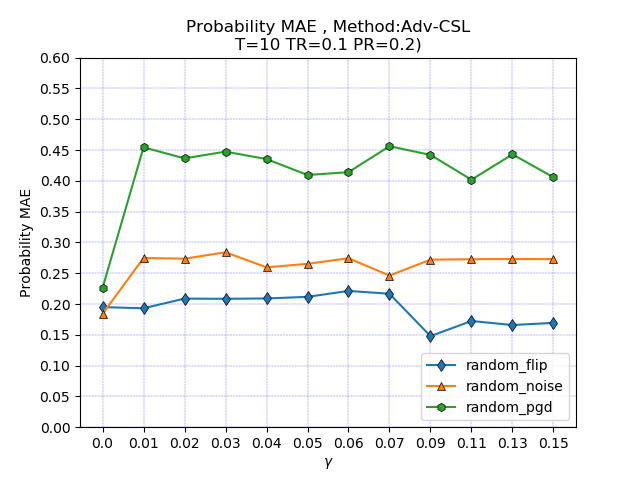 Probability MAE , Method:Adv-CSL
T=10 TR=0.1 PR=0.2)
Probability MAE
0.60
0.55
0.50
0.45
0.40
0.35
0.30
0.25
0.20
0.15
0.10
0.05
0.00
random_flip
random_noise
random_pgd
0.0 0.01 0.02 0.03 0.04 0.05 0.06 0.07 0.09 0.11 0.13 0.15
γ